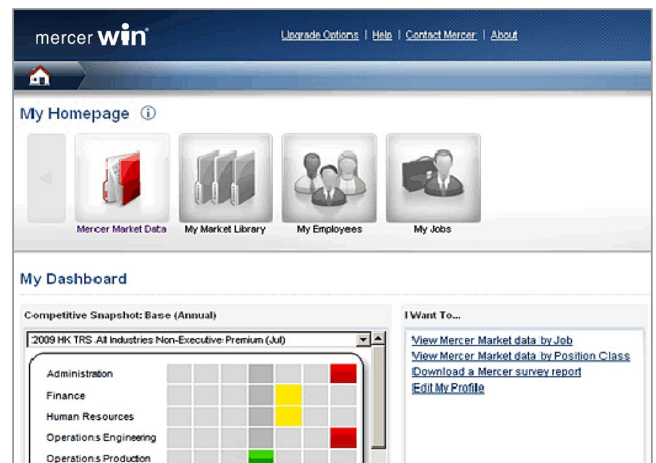 mercer win
Upgrade Options | Help | Contact Mercer | About
My Homepage
Mercer Market Data My Market Library My Employees My Jobs
My Dashboard
Competitive Snapshot: Base (Annual)
2009 HK TRS All Industries Non-Executive Premium (Jul)
Administration
Finance
Human Resources
Operations Engineering
Operations Production
I Want To...
View Mercer Market data by Job
View Mercer Market data by Position Class
Download a Mercer survey report
Edit My Profile